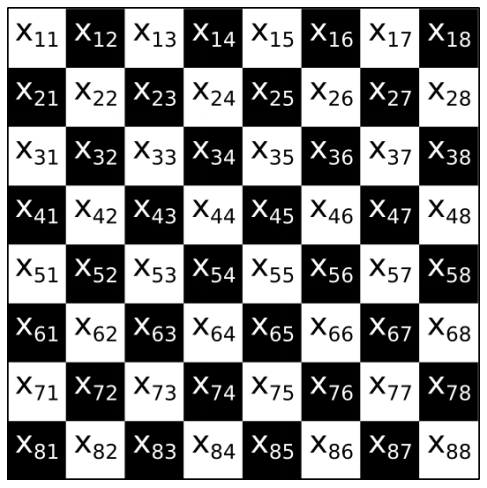 x11 x12 x13 x14 x15 x16 x17 x18
x21 x22 x23 x24 x25 x26 x27 x28
x31 x32 x33 x34 x35 x36 x37 x38
x41 x42 x43 x44 x45 x46 x47 x48
x51 x52 x53 x54 x55 x56 x57 x58
x61 x62 x63 x64 x65 x66 x67 x68
x71 x72 x73 x74 x75 x76 x77 x78
x81 x82 x83 x84 x85 x86 x87 x88